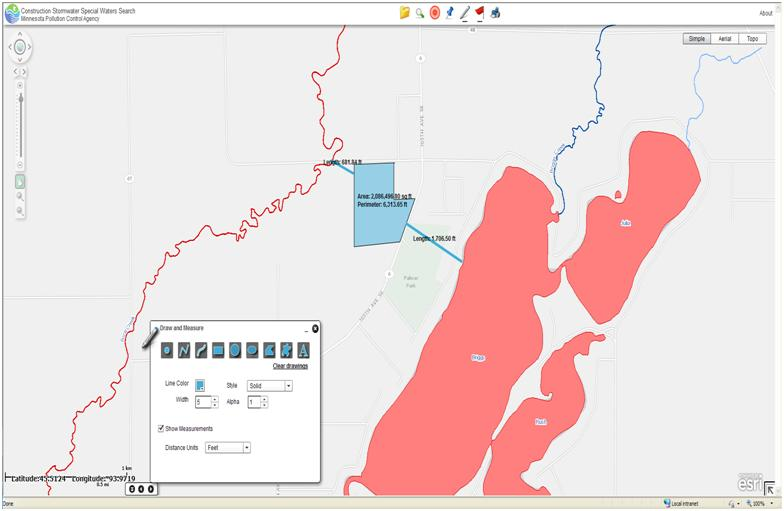 Construction Stormwater Special Waters Search
Minnesota Pollution Control Agency
About
Simple
Aerial
Topo
Length: 681.84 ft
Area: 2,086,496.80 sq ft
Perimeter: 6,313.65 ft
Length: 1,706.50 ft
105TH AVE SE
Palmer
Park
Julia
Briggs
Rush
Draw and Measure
Clear drawings
Line Color
Style
Solid
Width
5
Alpha
1
Show Measurements
Distance Units
Feet
1 km
0.5 mi
Latitude:45.5124 Longitude:-93.9719
esri
Done
Local intranet
100%